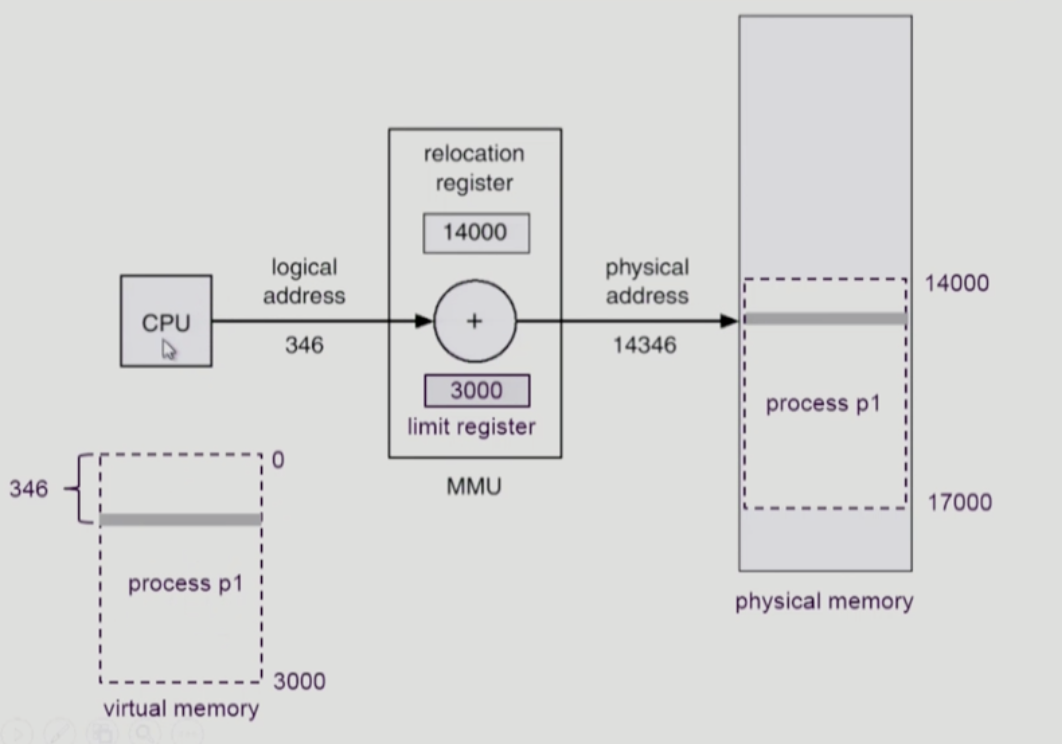 relocation
register
14000
logical
address
346
CPU
+
3000
limit register
MMU
physical
address
14346
14000
process p1
17000
physical memory
0
346
process p1
3000
virtual memory